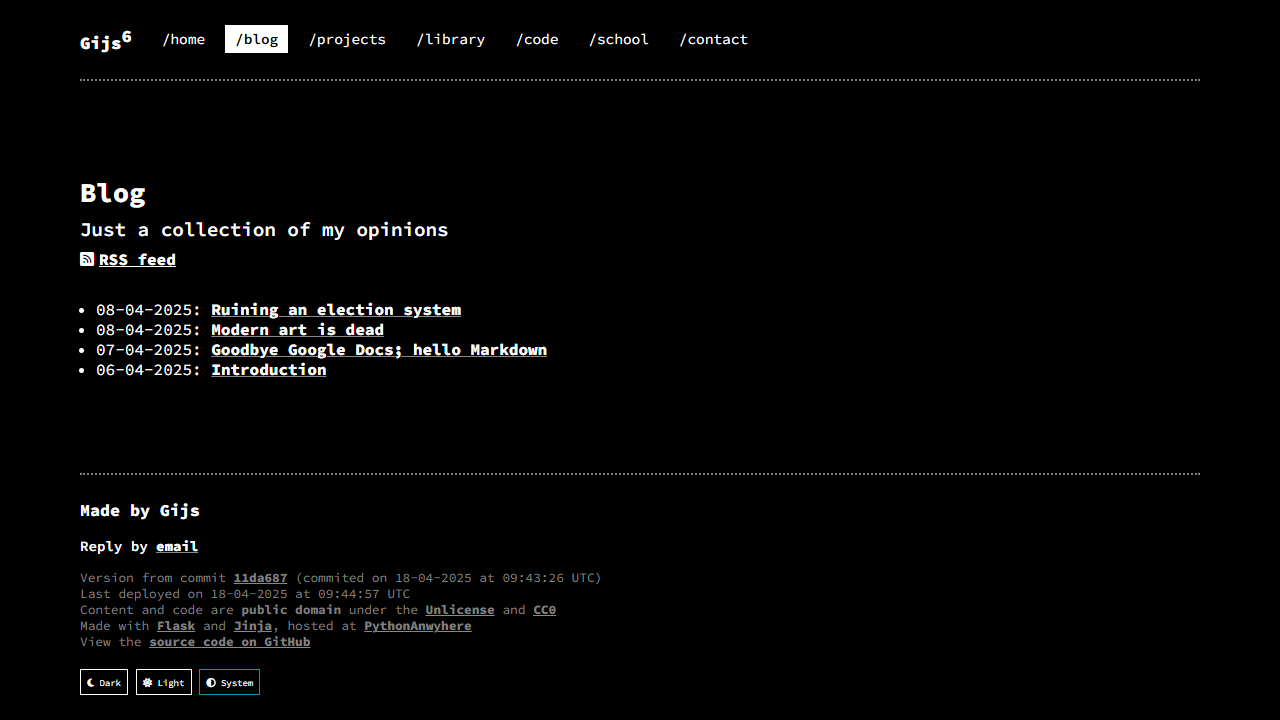 Gijs⁶ /home /blog /projects /library /code /school /contact
Blog
Just a collection of my opinions
RSS feed
• 08-04-2025: Ruining an election system
• 08-04-2025: Modern art is dead
• 07-04-2025: Goodbye Google Docs; hello Markdown
• 06-04-2025: Introduction
Made by Gijs
Reply by email
Version from commit 11da687 (commited on 18-04-2025 at 09:43:26 UTC)
Last deployed on 18-04-2025 at 09:44:57 UTC
Content and code are public domain under the Unlicense and CC0
Made with Flask and Jinja, hosted at PythonAnwyhere
View the source code on GitHub
Dark Light System